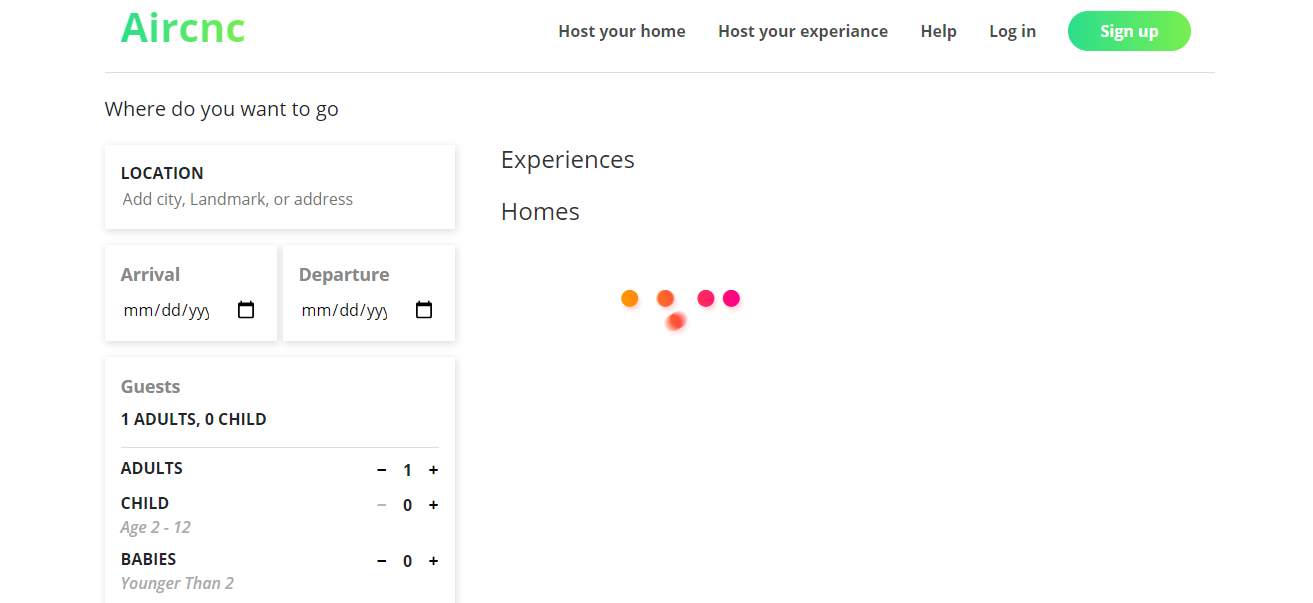 Aircnc
Host your home
Host your experiance
Help
Log in
Sign up
Where do you want to go
LOCATION
Add city, Landmark, or address
Arrival
mm/dd/yyy
Departure
mm/dd/yyy
Guests
1 ADULTS, 0 CHILD
ADULTS
− 1 +
CHILD
− 0 +
Age 2 - 12
BABIES
− 0 +
Younger Than 2
Experiences
Homes